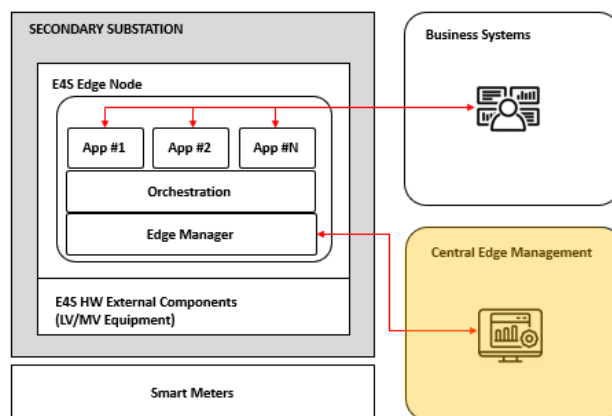 SECONDARY SUBSTATION
E4S Edge Node
App #1
App #2
App #N
Orchestration
Edge Manager
E4S HW External Components
(LV/MV Equipment)
Smart Meters
Business Systems
Central Edge Management